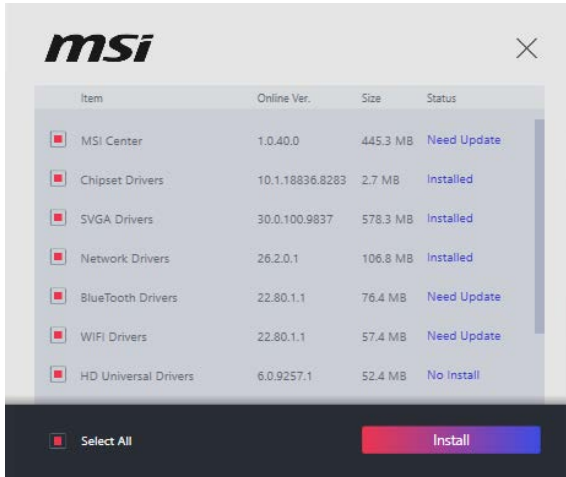 msi
Item Online Ver. Size Status
MSI Center 1.0.40.0 445.3 MB Need Update
Chipset Drivers 10.1.18836.8283 2.7 MB Installed
SVGA Drivers 30.0.100.9837 578.3 MB Installed
Network Drivers 26.2.0.1 106.8 MB Installed
BlueTooth Drivers 22.80.1.1 76.4 MB Need Update
WIFI Drivers 22.80.1.1 57.4 MB Need Update
HD Universal Drivers 6.0.9257.1 52.4 MB No Install
Select All Install